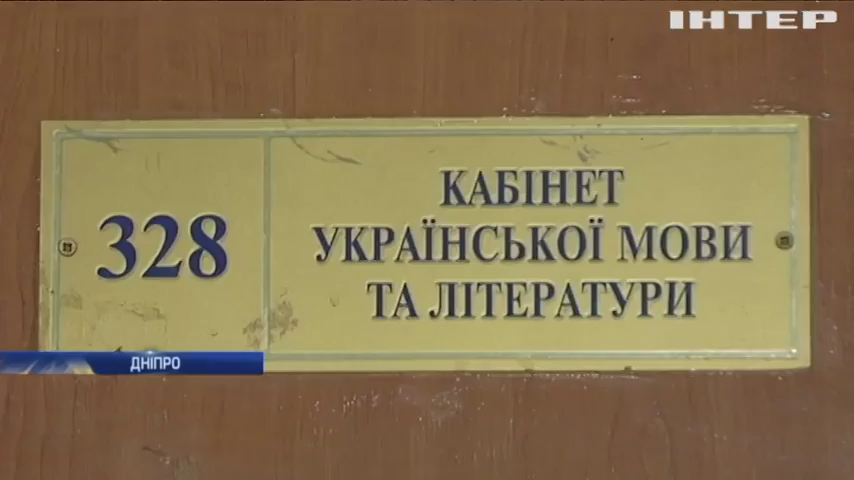 ІНТЕР
328
КАБІНЕТ
УКРАЇНСЬКОЇ МОВИ
ТА ЛІТЕРАТУРИ
ДНІПРО